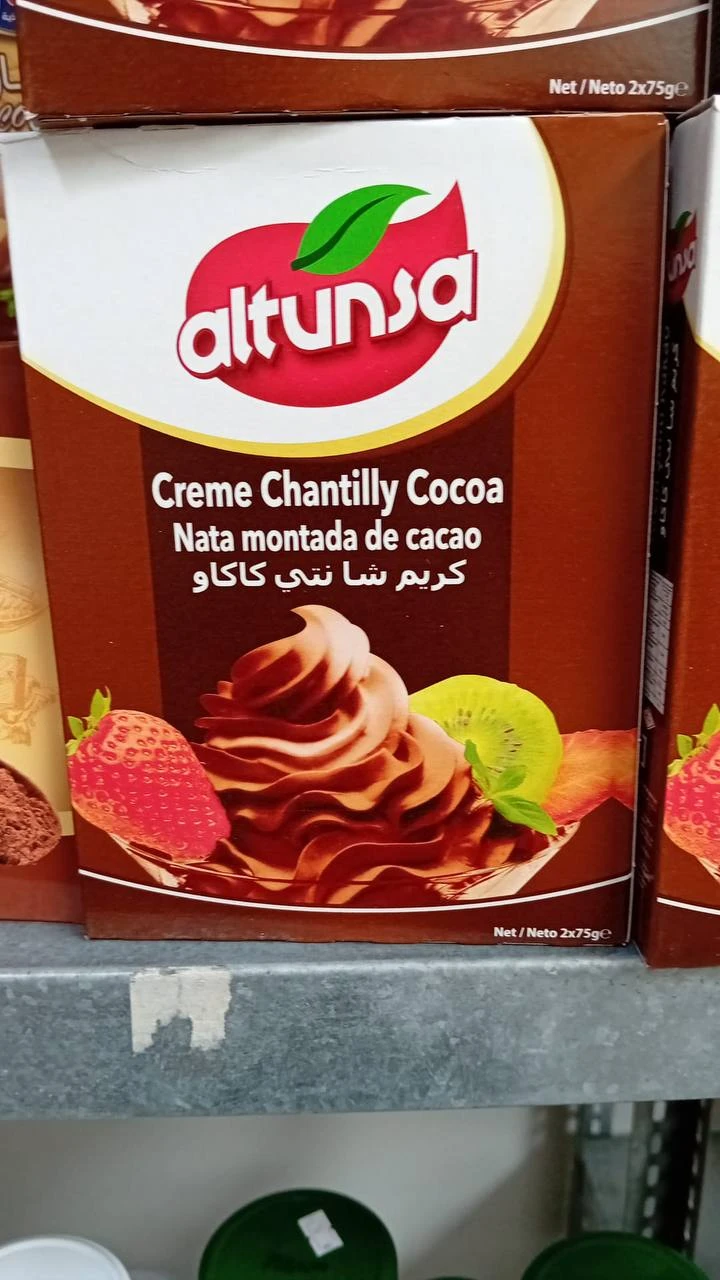 Net / Neto 2x75g℮
altunsa
Creme Chantilly Cocoa
Nata montada de cacao
كريم شا نتي كاكاو
Net / Neto 2x75g℮